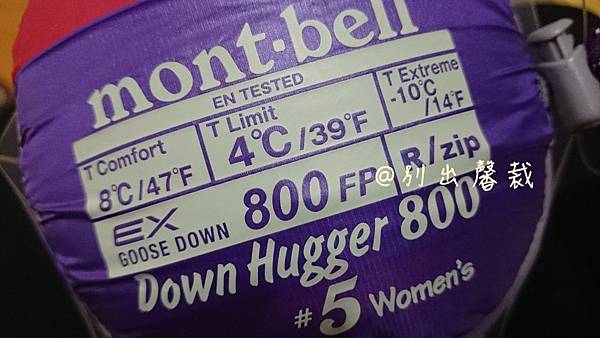 mont·bell
EN TESTED
T Comfort
8℃/47°F
T Limit
4℃/39°F
T Extreme
-10℃
/14°F
EX
GOOSE DOWN
800 FP
R/zip
@別出馨裁
Down Hugger 800
#5 Women's